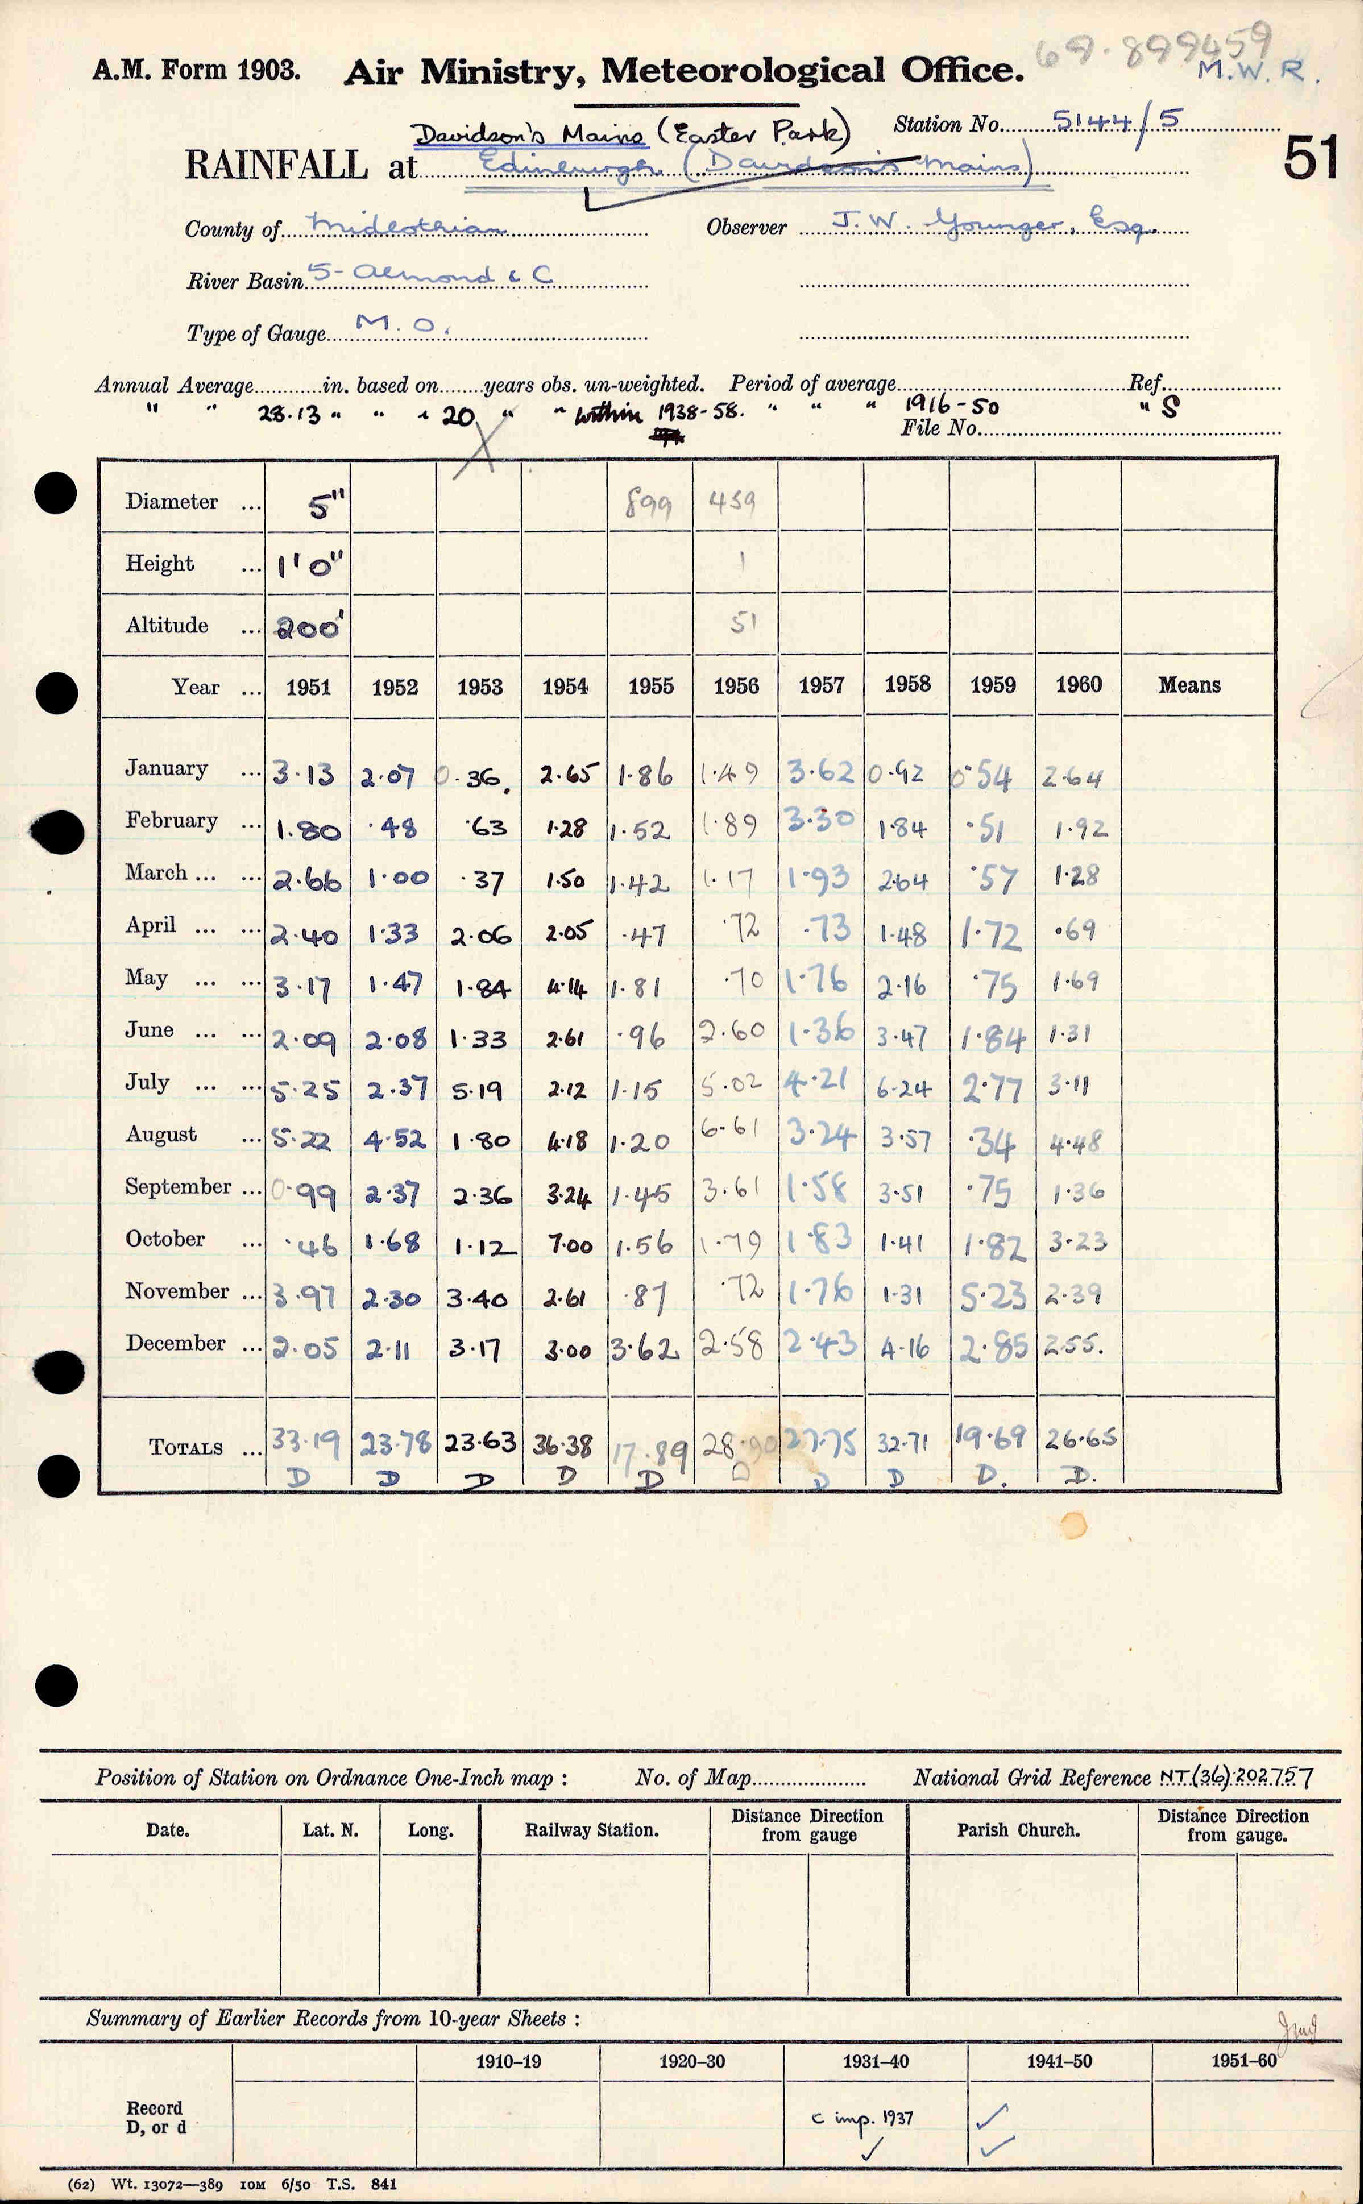 69.899459
A.M. Form 1903. Air Ministry, Meteorological Office. M.W.R.
Davidson's Mains (Easter Park) Station No. 5144/5
RAINFALL at Edinburgh (Davidson's Mains) 51
County of Midlothian Observer J.W. Younger, Esq.
River Basin 5- Almond & C
Type of Gauge M.O.
Annual Average in. based on years obs. un-weighted. Period of average Ref.
" " 28.13 " " " 20 " " within 1938-58. " " " 1916-50 " S
File No.
Diameter ... 5" 899 459
Height ... 1'0" 1
Altitude ... 200' 51
Year ... 1951 1952 1953 1954 1955 1956 1957 1958 1959 1960 Means
January ... 3.13 2.07 0.36 2.65 1.86 1.49 3.62 0.92 0.54 2.64
February ... 1.80 .48 .63 1.28 1.52 1.89 3.30 1.84 .51 1.92
March ... ... 2.66 1.00 .37 1.50 1.42 1.17 1.93 2.64 .57 1.28
April ... ... 2.40 1.33 2.06 2.05 .47 .72 .73 1.48 1.72 .69
May ... ... 3.17 1.47 1.84 4.14 1.81 .70 1.76 2.16 .75 1.69
June ... ... 2.09 2.08 1.33 2.61 .96 2.60 1.36 3.47 1.84 1.31
July ... ... 5.25 2.37 5.19 2.12 1.15 5.02 4.21 6.24 2.77 3.11
August ... 5.22 4.52 1.80 4.18 1.20 6.61 3.24 3.57 .34 4.48
September ... 0.99 2.37 2.36 3.24 1.45 3.61 1.58 3.51 .75 1.36
October ... .46 1.68 1.12 7.00 1.56 1.79 1.83 1.41 1.82 3.23
November ... 3.97 2.30 3.40 2.61 .87 .72 1.76 1.31 5.23 2.39
December ... 2.05 2.11 3.17 3.00 3.62 2.58 2.43 4.16 2.85 2.55.
TOTALS ... 33.19 23.78 23.63 36.38 17.89 28.90 27.75 32.71 19.69 26.65
D D D D D D D D D. D.
Position of Station on Ordnance One-Inch map : No. of Map National Grid Reference NT(36) 202757
Date. Lat. N. Long. Railway Station. Distance Direction from gauge Parish Church. Distance Direction from gauge.
Summary of Earlier Records from 10-year Sheets :
1910–19 1920–30 1931–40 1941–50 1951–60
Record c imp. 1937 ✓
D, or d ✓ ✓
(62) Wt. 13072—389 10M 6/50 T.S. 841